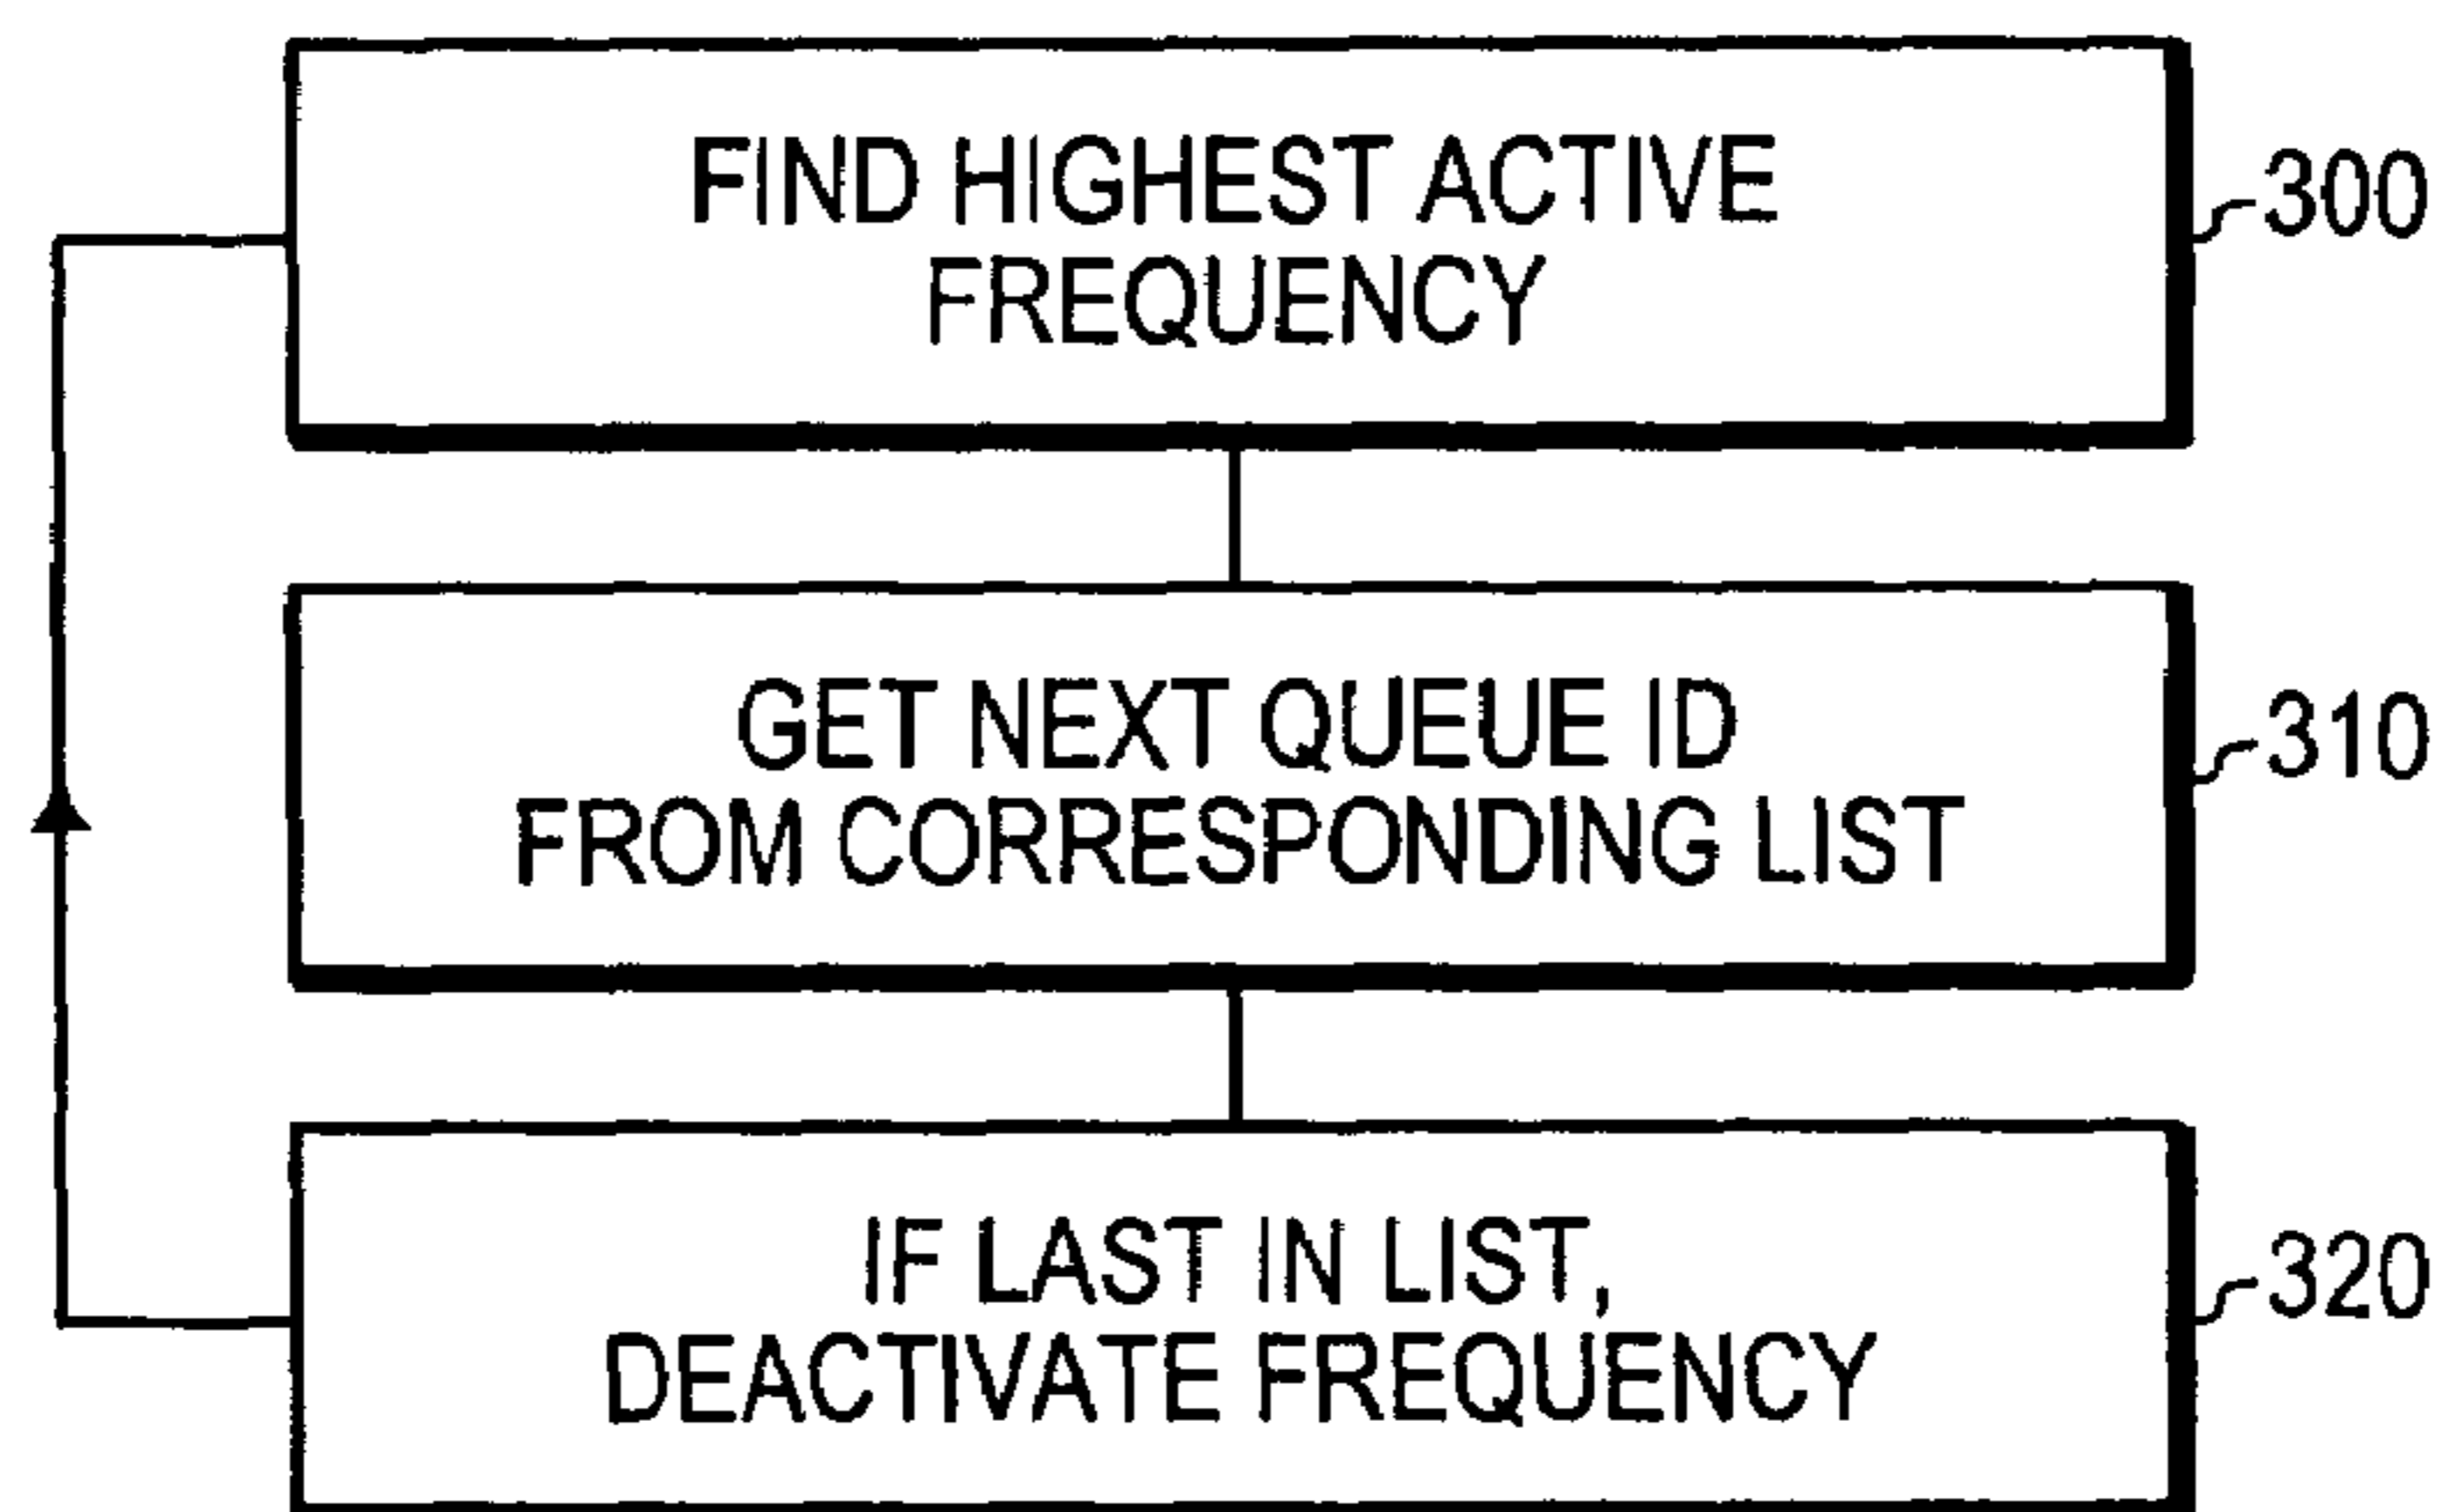 FIND HIGHEST ACTIVE
FREQUENCY
300
GET NEXT QUEUE ID
FROM CORRESPONDING LIST
310
IF LAST IN LIST,
DEACTIVATE FREQUENCY
320